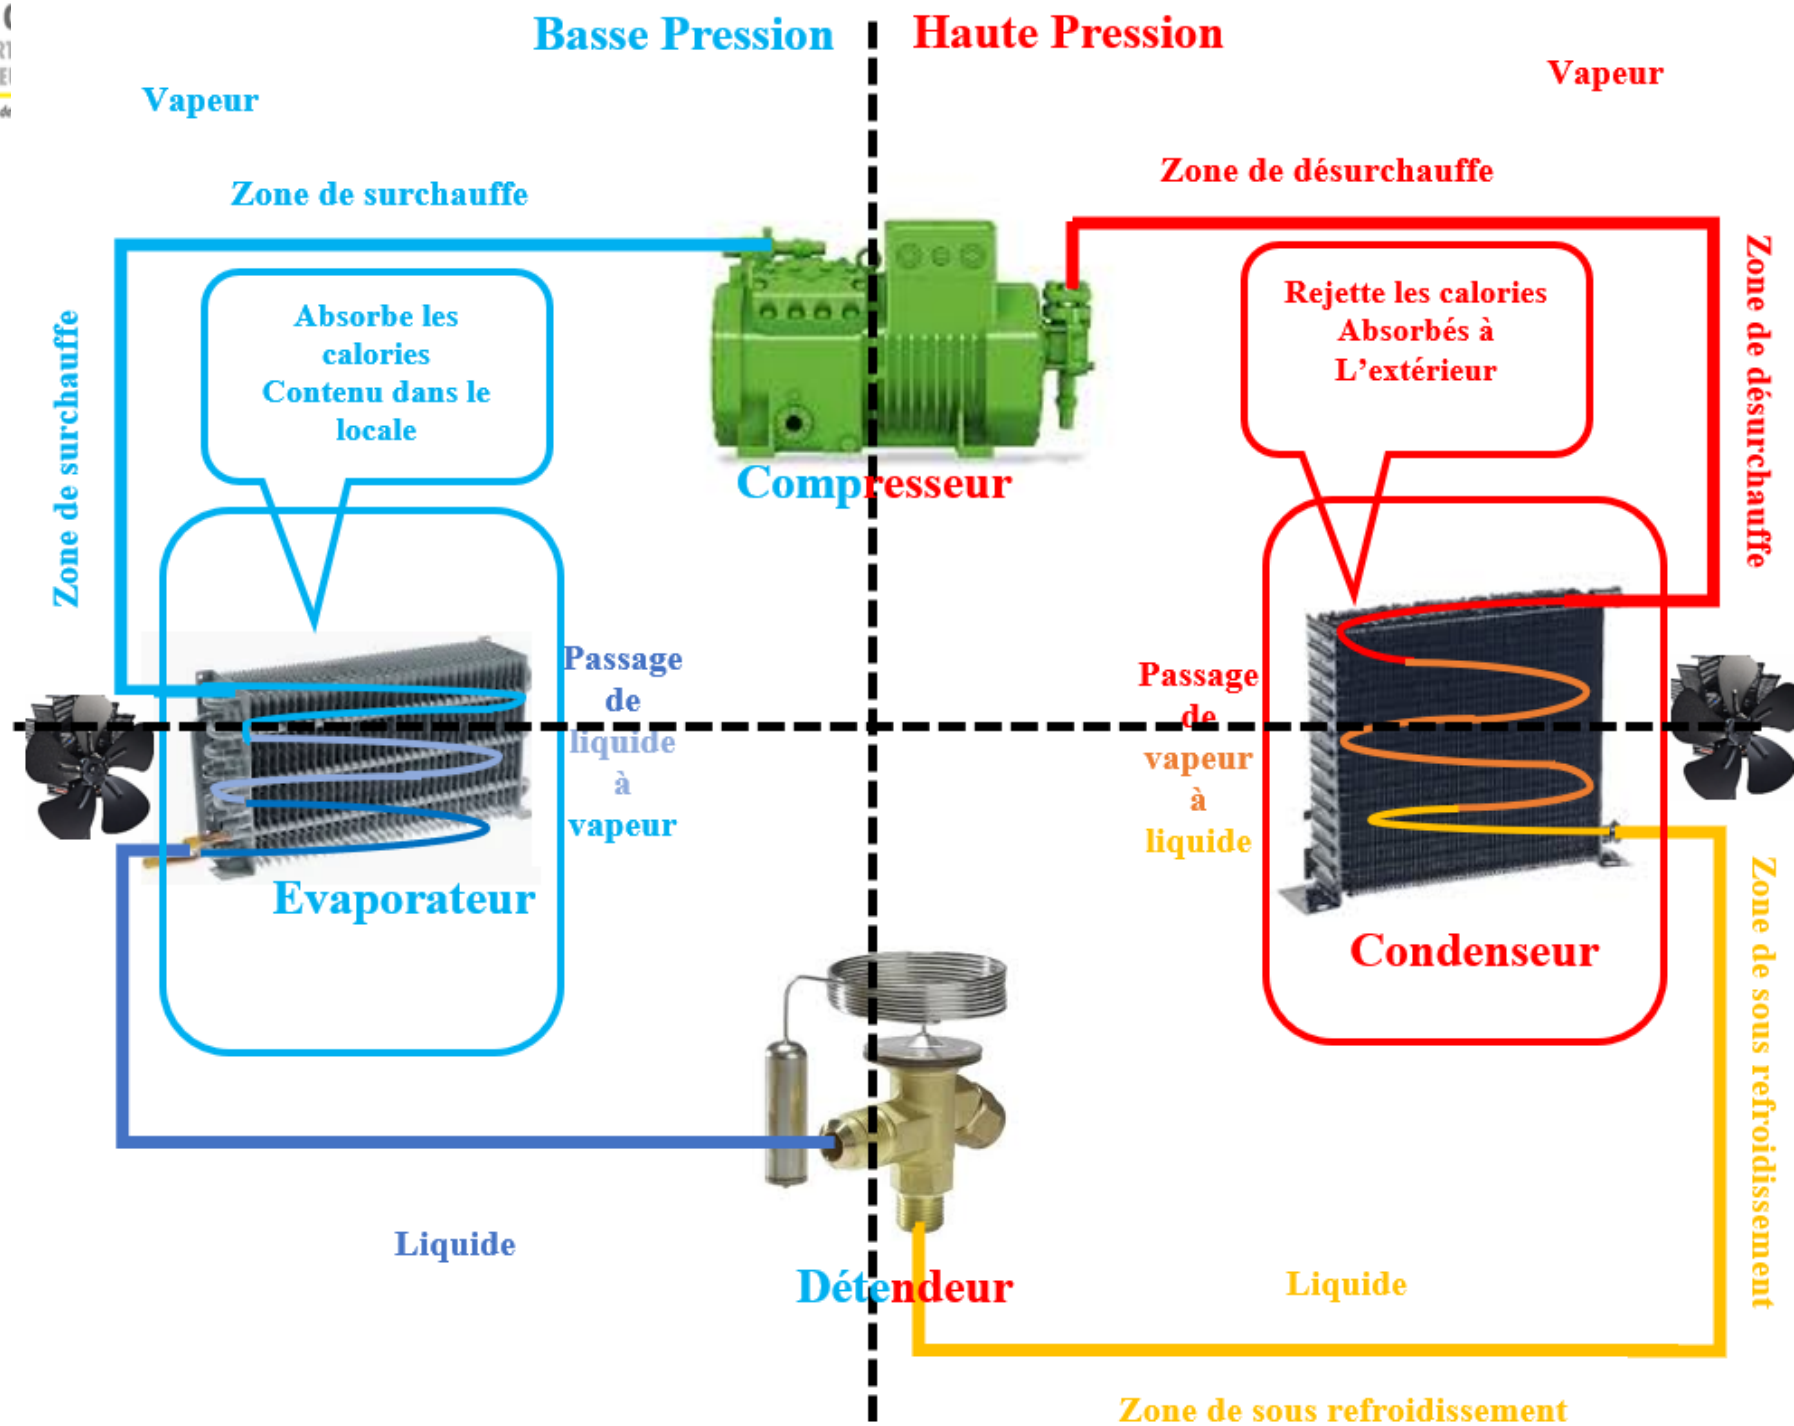 Basse Pression
Haute Pression
Vapeur
Vapeur
Zone de surchauffe
Zone de désurchauffe
Zone de surchauffe
Absorbe les
calories
Contenu dans le
locale
Rejette les calories
Absorbés à
L’extérieur
Zone de désurchauffe
Compresseur
Passage
de
liquide
à
vapeur
Passage
de
vapeur
à
liquide
Evaporateur
Condenseur
Zone de sous refroidissement
Liquide
Détendeur
Liquide
Zone de sous refroidissement